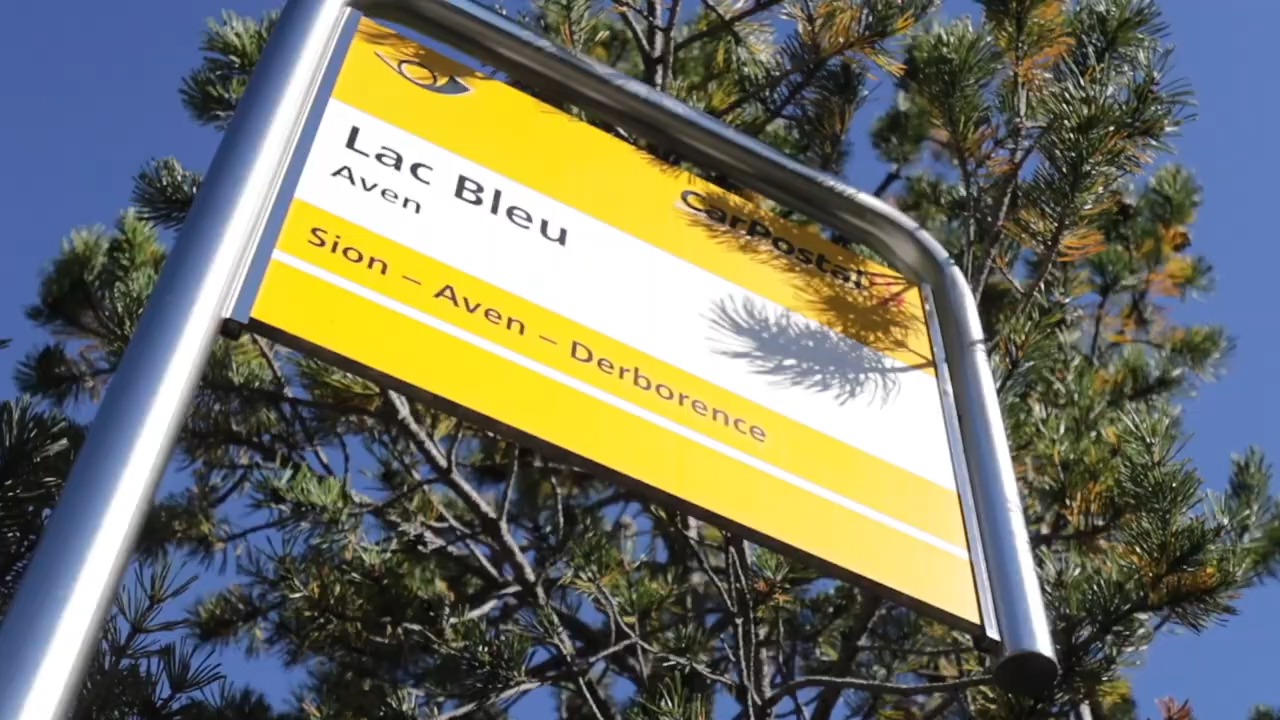 CarPostal
Lac Bleu
Aven
Sion – Aven – Derborence